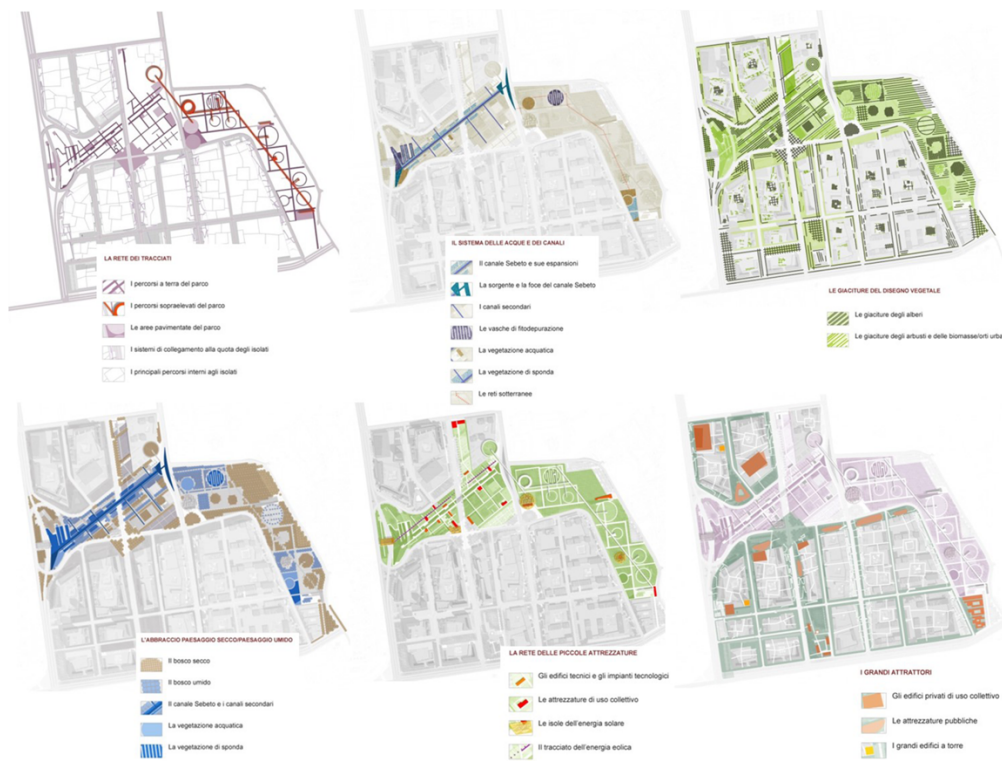 LA RETE DEI TRACCIATI
I percorsi a terra del parco
I percorsi sopraelevati del parco
Le aree pavimentate del parco
I sistemi di collegamento alla quota degli isolati
I principali percorsi interni agli isolati
IL SISTEMA DELLE ACQUE E DEI CANALI
Il canale Sebeto e sue espansioni
La sorgente e la foce del canale Sebeto
I canali secondari
Le vasche di fitodepurazione
La vegetazione acquatica
La vegetazione di sponda
Le reti sotterranee
LE GIACITURE DEL DISEGNO VEGETALE
Le giaciture degli alberi
Le giaciture degli arbusti e delle biomasse/orti urba
L'ABBRACCIO PAESAGGIO SECCO/PAESAGGIO UMIDO
Il bosco secco
Il bosco umido
Il canale Sebeto e i canali secondari
La vegetazione acquatica
La vegetazione di sponda
LA RETE DELLE PICCOLE ATTREZZATURE
Gli edifici tecnici e gli impianti tecnologici
Le attrezzature di uso collettivo
Le isole dell'energia solare
Il tracciato dell'energia eolica
I GRANDI ATTRATTORI
Gli edifici privati di uso collettivo
Le attrezzature pubbliche
I grandi edifici a torre